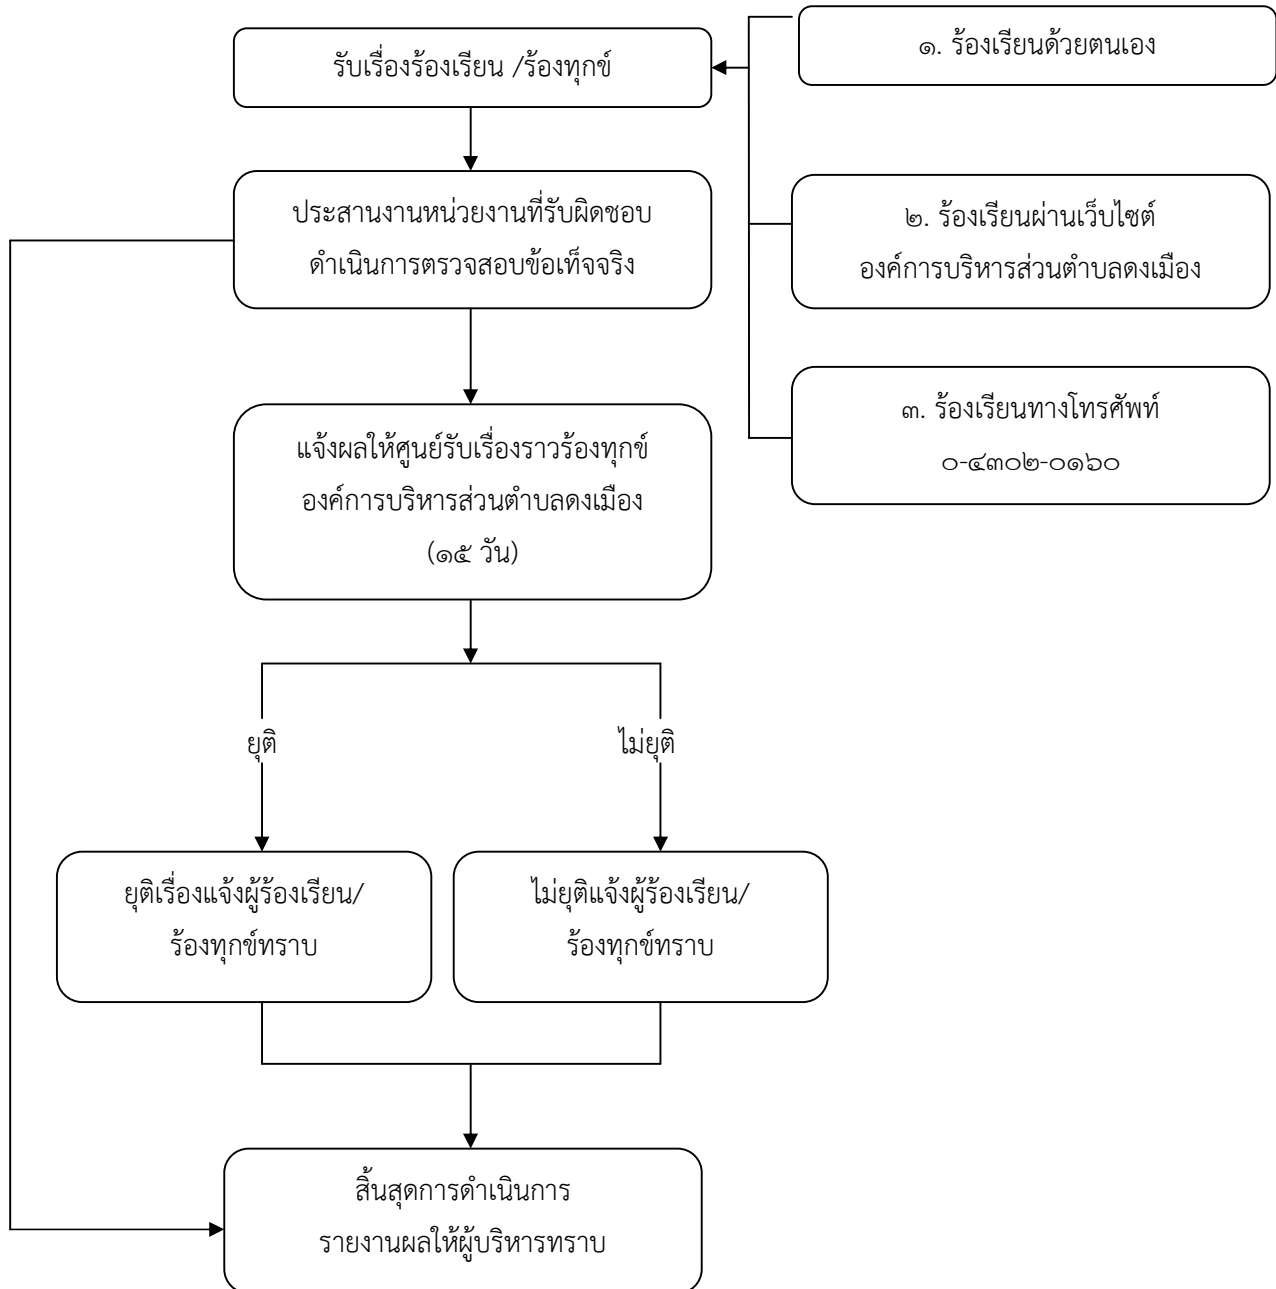 รับเรื่องร้องเรียน /ร้องทุกข์
๑. ร้องเรียนด้วยตนเอง
ประสานงานหน่วยงานที่รับผิดชอบ
ดำเนินการตรวจสอบข้อเท็จจริง
๒. ร้องเรียนผ่านเว็บไซต์
องค์การบริหารส่วนตำบลดงเมือง
๓. ร้องเรียนทางโทรศัพท์
๐-๔๓๐๒-๐๑๖๐
แจ้งผลให้ศูนย์รับเรื่องราวร้องทุกข์
องค์การบริหารส่วนตำบลดงเมือง
(๑๕ วัน)
ยุติ
ไม่ยุติ
ยุติเรื่องแจ้งผู้ร้องเรียน/
ร้องทุกข์ทราบ
ไม่ยุติแจ้งผู้ร้องเรียน/
ร้องทุกข์ทราบ
สิ้นสุดการดำเนินการ
รายงานผลให้ผู้บริหารทราบ